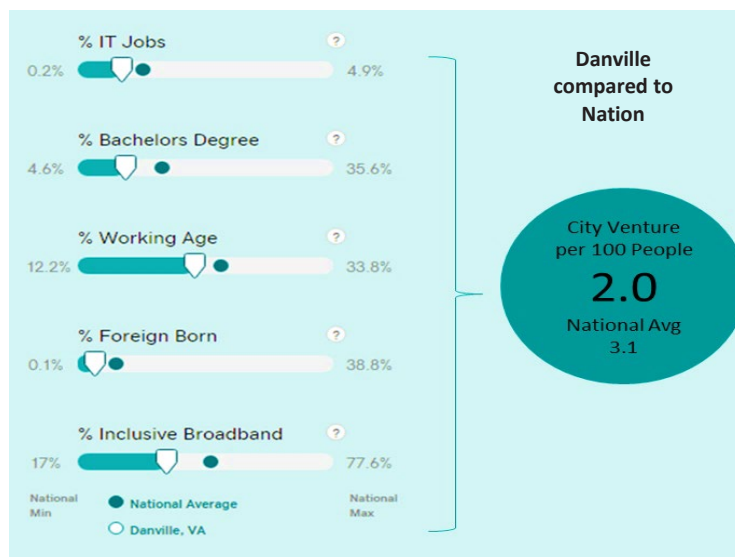 % IT Jobs
?
0.2%
4.9%
% Bachelors Degree
?
4.6%
35.6%
% Working Age
?
12.2%
33.8%
% Foreign Born
?
0.1%
38.8%
% Inclusive Broadband
?
17%
77.6%
National
Min
National Average
Danville, VA
National
Max
Danville
compared to
Nation
City Venture
per 100 People
2.0
National Avg
3.1